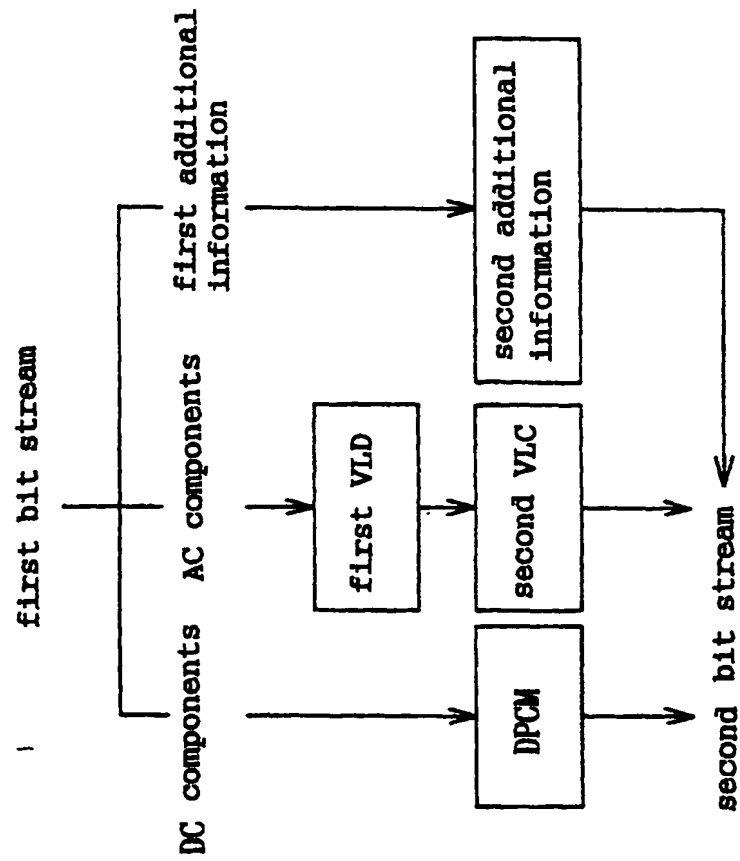 first bit stream
DC components
AC components
first additional
information
first VLD
DPCM
second VLC
second additional
information
second bit stream